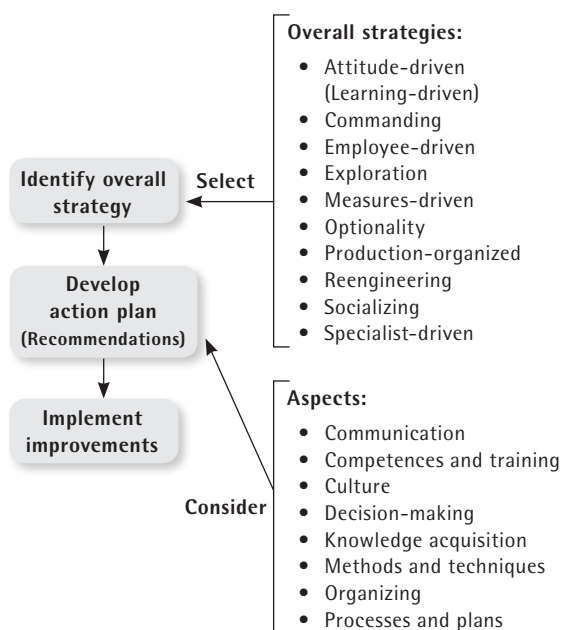 Overall strategies:
• Attitude-driven
(Learning-driven)
• Commanding
• Employee-driven
• Exploration
• Measures-driven
• Optionality
• Production-organized
• Reengineering
• Socializing
• Specialist-driven
Select
Identify overall
strategy
Develop
action plan
(Recommendations)
Implement
improvements
Consider
Aspects:
• Communication
• Competences and training
• Culture
• Decision-making
• Knowledge acquisition
• Methods and techniques
• Organizing
• Processes and plans